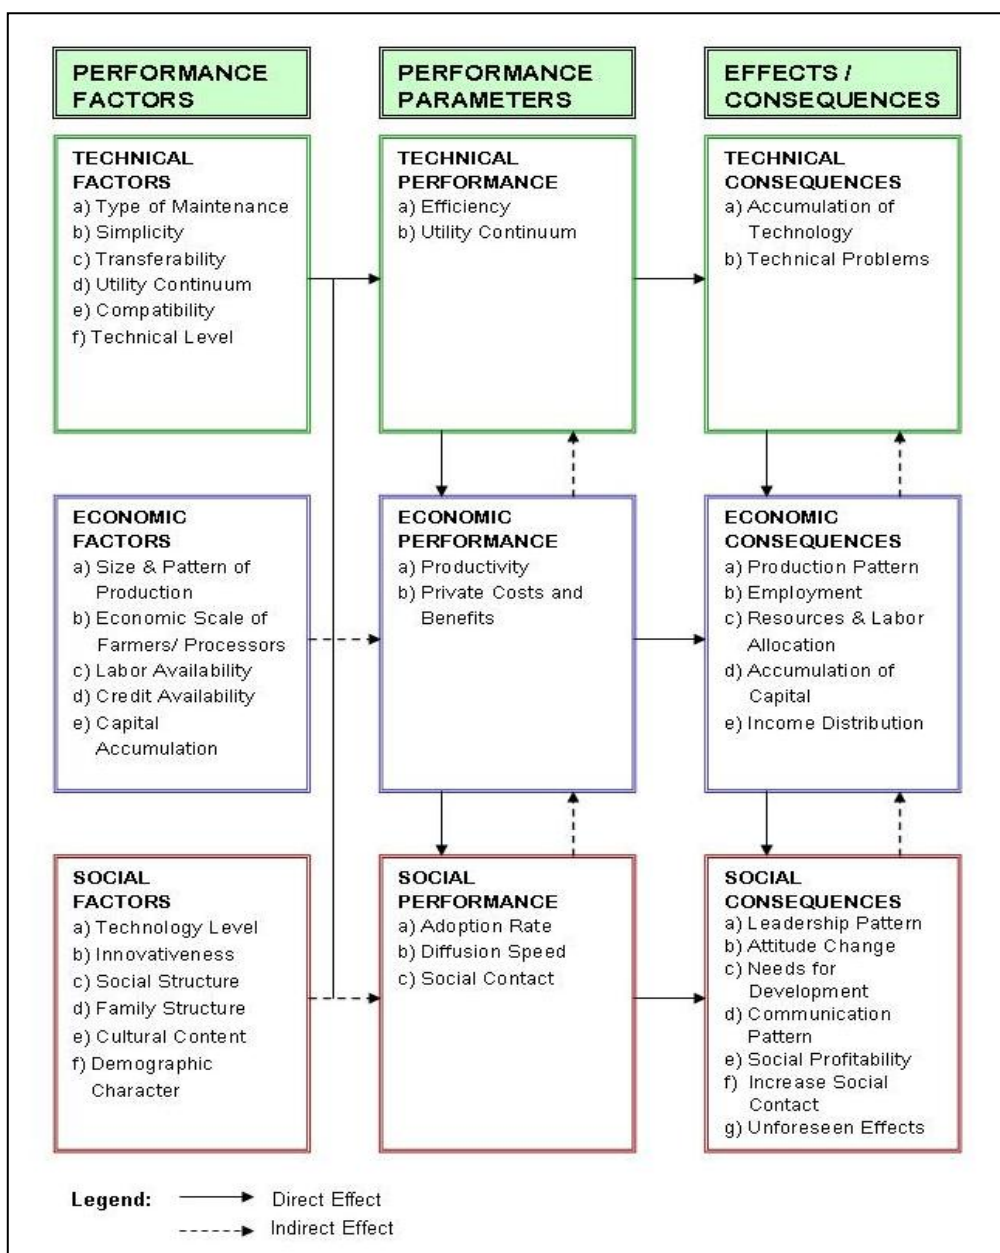 PERFORMANCE
FACTORS
PERFORMANCE
PARAMETERS
EFFECTS /
CONSEQUENCES
TECHNICAL
FACTORS
a) Type of Maintenance
b) Simplicity
c) Transferability
d) Utility Continuum
e) Compatibility
f) Technical Level
TECHNICAL
PERFORMANCE
a) Efficiency
b) Utility Continuum
TECHNICAL
CONSEQUENCES
a) Accumulation of
Technology
b) Technical Problems
ECONOMIC
FACTORS
a) Size & Pattern of
Production
b) Economic Scale of
Farmers/ Processors
c) Labor Availability
d) Credit Availability
e) Capital
Accumulation
ECONOMIC
PERFORMANCE
a) Productivity
b) Private Costs and
Benefits
ECONOMIC
CONSEQUENCES
a) Production Pattern
b) Employment
c) Resources & Labor
Allocation
d) Accumulation of
Capital
e) Income Distribution
SOCIAL
FACTORS
a) Technology Level
b) Innovativeness
c) Social Structure
d) Family Structure
e) Cultural Content
f) Demographic
Character
SOCIAL
PERFORMANCE
a) Adoption Rate
b) Diffusion Speed
c) Social Contact
SOCIAL
CONSEQUENCES
a) Leadership Pattern
b) Attitude Change
c) Needs for
Development
d) Communication
Pattern
e) Social Profitability
f) Increase Social
Contact
g) Unforeseen Effects
Legend:
Direct Effect
Indirect Effect